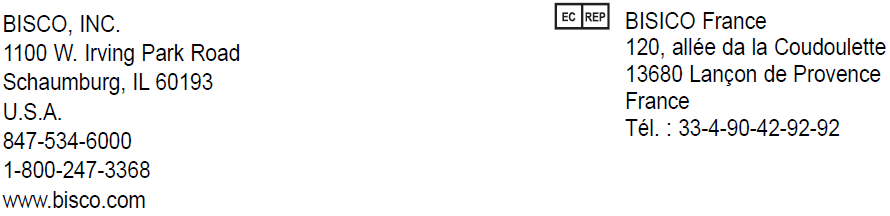 BISCO, INC.
1100 W. Irving Park Road
Schaumburg, IL 60193
U.S.A.
847-534-6000
1-800-247-3368
www.bisco.com
EC REP
BISICO France
120, allée da la Coudoulette
13680 Lançon de Provence
France
Tél. : 33-4-90-42-92-92